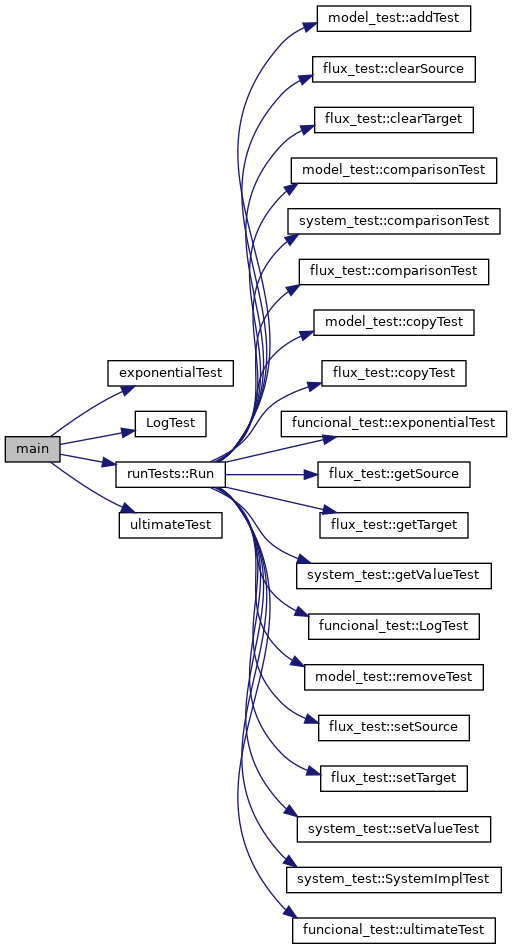 main
exponentialTest
LogTest
runTests::Run
ultimateTest
model_test::addTest
flux_test::clearSource
flux_test::clearTarget
model_test::comparisonTest
system_test::comparisonTest
flux_test::comparisonTest
model_test::copyTest
flux_test::copyTest
funcional_test::exponentialTest
flux_test::getSource
flux_test::getTarget
system_test::getValueTest
funcional_test::LogTest
model_test::removeTest
flux_test::setSource
flux_test::setTarget
system_test::setValueTest
system_test::SystemImplTest
funcional_test::ultimateTest